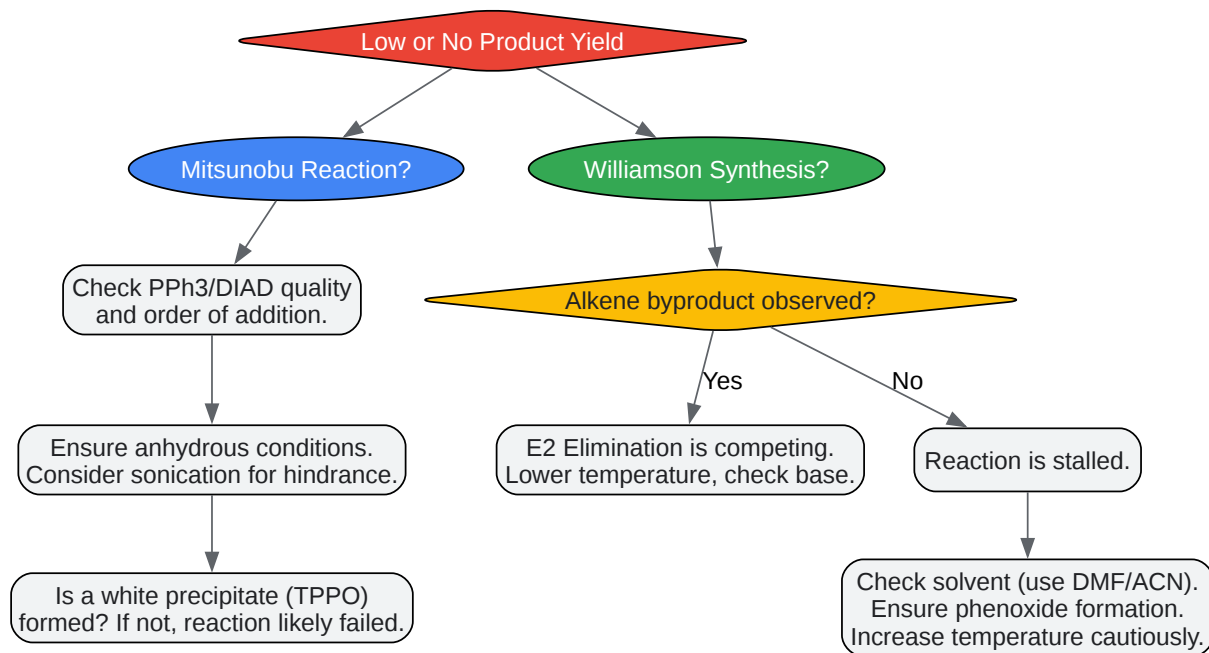 Low or No Product Yield
Mitsunobu Reaction?
Williamson Synthesis?
Check PPh3/DIAD quality
and order of addition.
Alkene byproduct observed?
Yes
No
Ensure anhydrous conditions.
Consider sonication for hindrance.
E2 Elimination is competing.
Lower temperature, check base.
Reaction is stalled.
Is a white precipitate (TPPO)
formed? If not, reaction likely failed.
Check solvent (use DMF/ACN).
Ensure phenoxide formation.
Increase temperature cautiously.